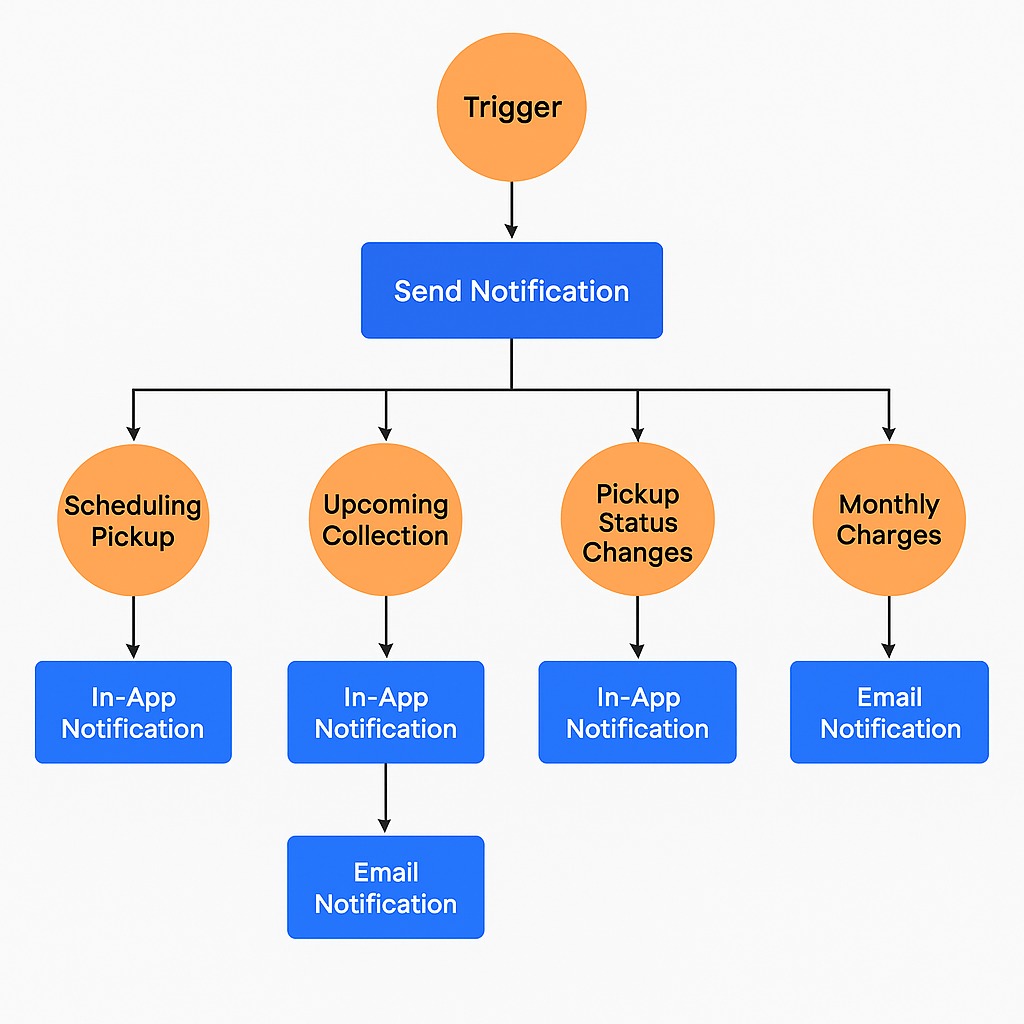 Trigger
Send Notification
Scheduling
Pickup
Upcoming
Collection
Pickup
Status
Changes
Monthly
Charges
In-App
Notification
In-App
Notification
In-App
Notification
Email
Notification
Email
Notification